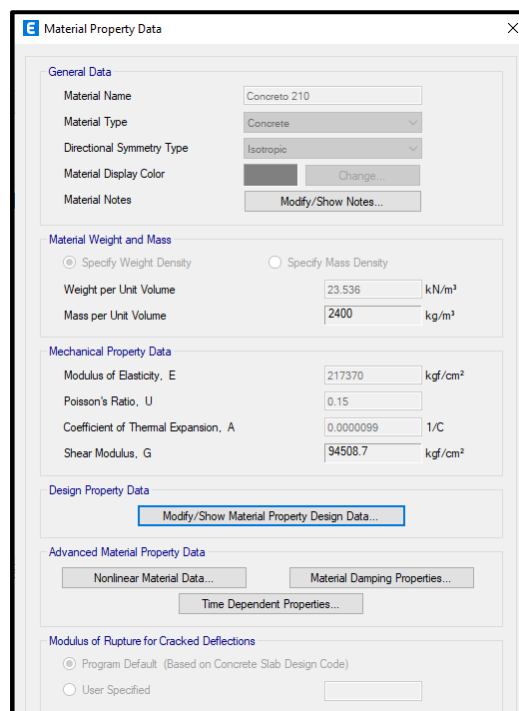 E Material Property Data
General Data
Material Name Concreto 210
Material Type Concrete
Directional Symmetry Type Isotropic
Material Display Color Change...
Material Notes Modify/Show Notes...
Material Weight and Mass
Specify Weight Density Specify Mass Density
Weight per Unit Volume 23.536 kN/m³
Mass per Unit Volume 2400 kg/m³
Mechanical Property Data
Modulus of Elasticity, E 217370 kgf/cm²
Poisson's Ratio, U 0.15
Coefficient of Thermal Expansion, A 0.0000099 1/C
Shear Modulus, G 94508.7 kgf/cm²
Design Property Data
Modify/Show Material Property Design Data...
Advanced Material Property Data
Nonlinear Material Data... Material Damping Properties...
Time Dependent Properties...
Modulus of Rupture for Cracked Deflections
Program Default (Based on Concrete Slab Design Code)
User Specified